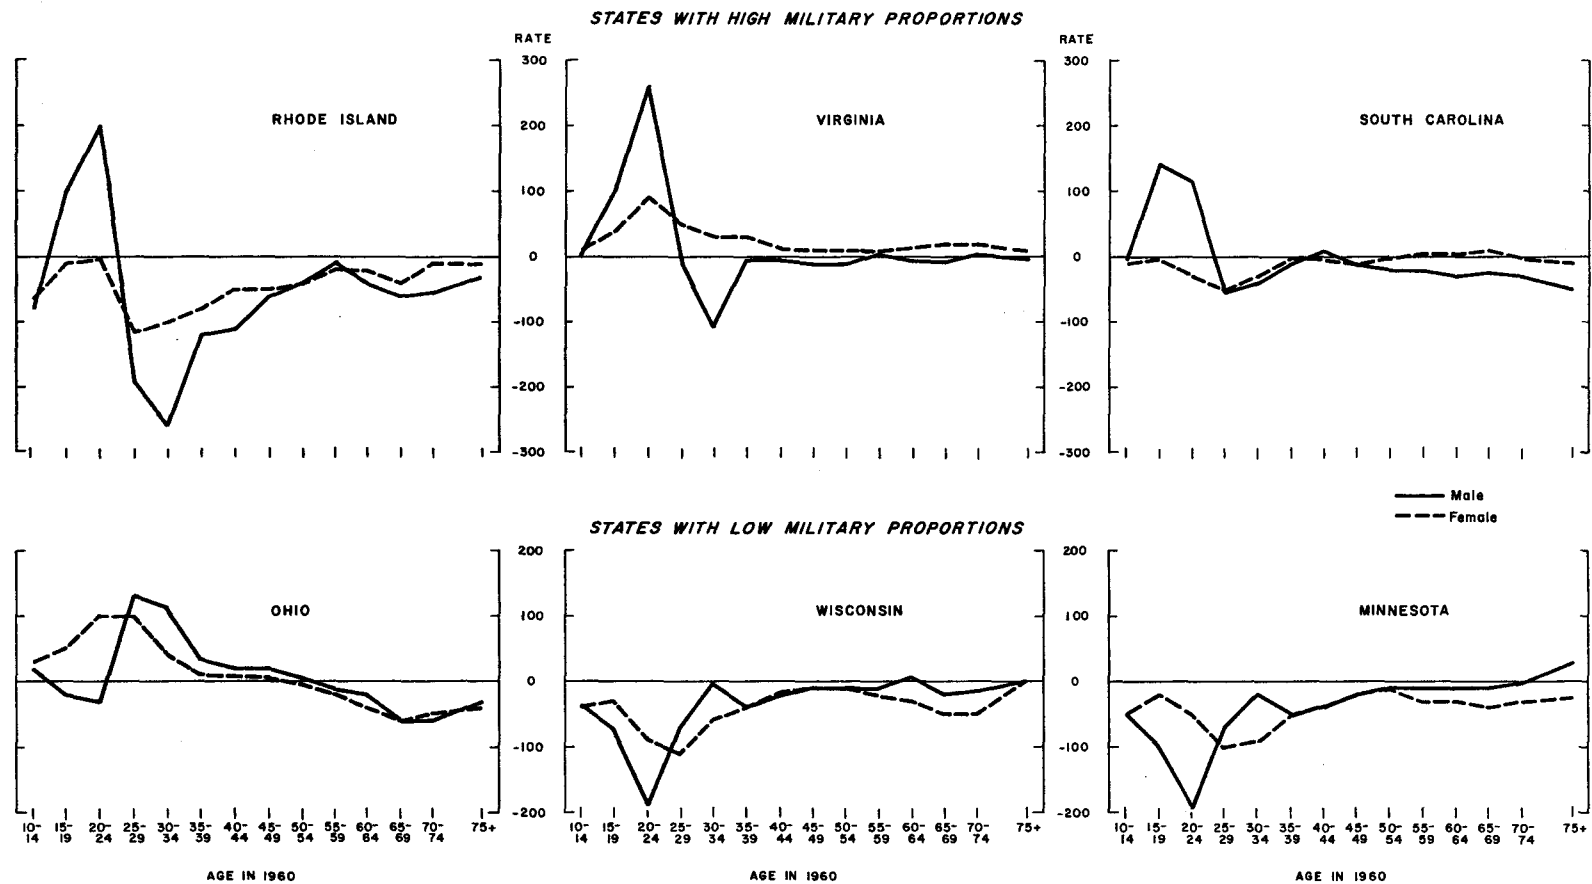 STATES WITH HIGH MILITARY PROPORTIONS
RATE RATE
300 300
RHODE ISLAND VIRGINIA SOUTH CAROLINA
200 200
100 100
0 0
-100 -100
-200 -200
-300 -300
Male
Female
STATES WITH LOW MILITARY PROPORTIONS
200 200
OHIO WISCONSIN MINNESOTA
100 100
0 0
-100 -100
-200 -200
10- 15- 20- 25- 30- 35- 40- 45- 50- 55- 60- 65- 70- 75+ 10- 15- 20- 25- 30- 35- 40- 45- 50- 55- 60- 65- 70- 75+ 10- 15- 20- 25- 30- 35- 40- 45- 50- 55- 60- 65- 70- 75+
14 19 24 29 34 39 44 49 54 59 64 69 74 14 19 24 29 34 39 44 49 54 59 64 69 74 14 19 24 29 34 39 44 49 54 59 64 69 74
AGE IN 1960 AGE IN 1960 AGE IN 1960